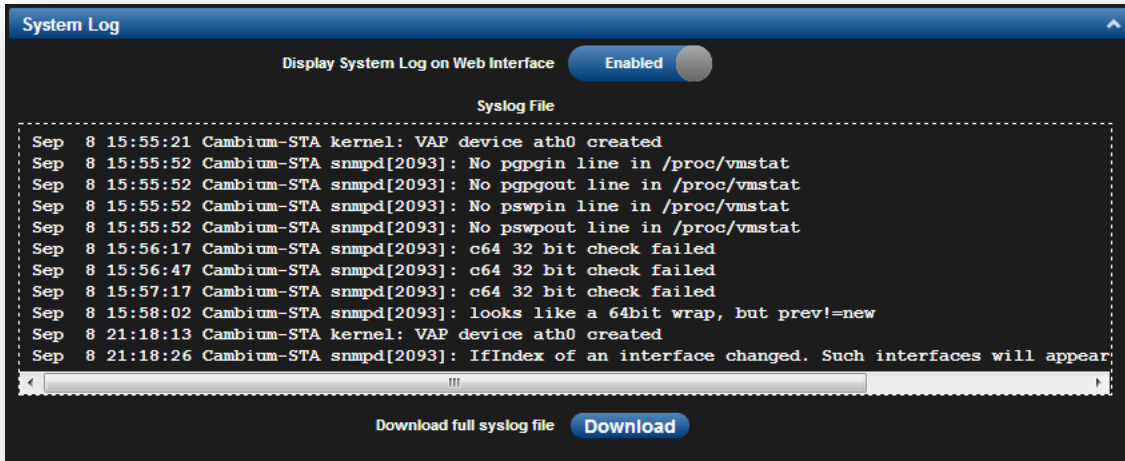 System Log
Display System Log on Web Interface Enabled
Syslog File
Sep  8 15:55:21 Cambium-STA kernel: VAP device ath0 created
Sep  8 15:55:52 Cambium-STA snmpd[2093]: No pgpgin line in /proc/vmstat
Sep  8 15:55:52 Cambium-STA snmpd[2093]: No pgpgout line in /proc/vmstat
Sep  8 15:55:52 Cambium-STA snmpd[2093]: No pswpin line in /proc/vmstat
Sep  8 15:55:52 Cambium-STA snmpd[2093]: No pswpout line in /proc/vmstat
Sep  8 15:56:17 Cambium-STA snmpd[2093]: c64 32 bit check failed
Sep  8 15:56:47 Cambium-STA snmpd[2093]: c64 32 bit check failed
Sep  8 15:57:17 Cambium-STA snmpd[2093]: c64 32 bit check failed
Sep  8 15:58:02 Cambium-STA snmpd[2093]: looks like a 64bit wrap, but prev!=new
Sep  8 21:18:13 Cambium-STA kernel: VAP device ath0 created
Sep  8 21:18:26 Cambium-STA snmpd[2093]: IfIndex of an interface changed. Such interfaces will appear
Download full syslog file Download